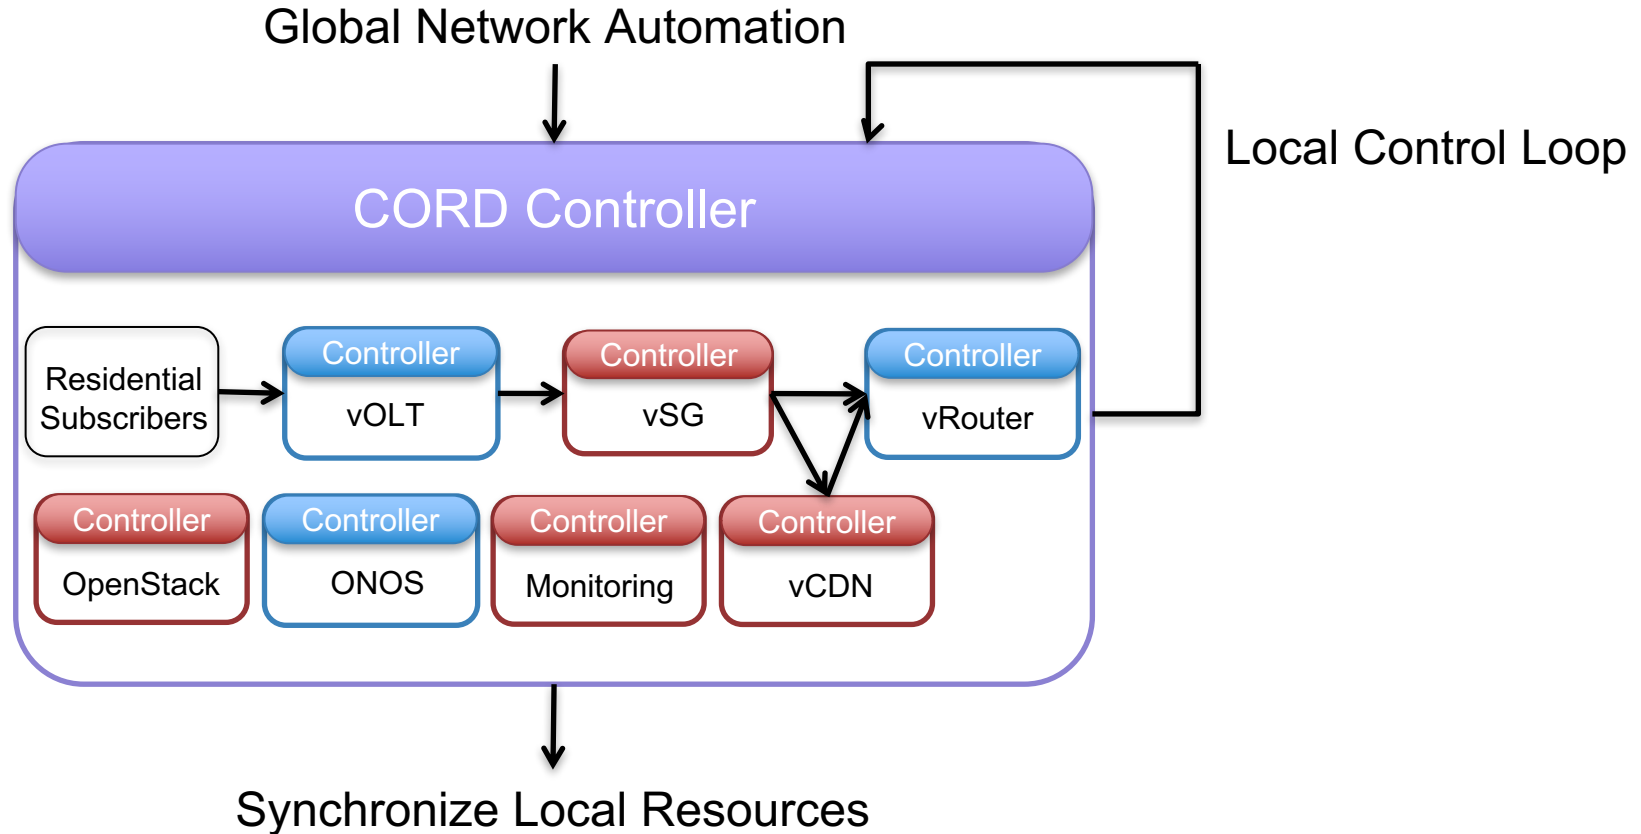 Global Network Automation
Local Control Loop
CORD Controller
Residential
Subscribers
Controller
vOLT
Controller
vSG
Controller
vRouter
Controller
OpenStack
Controller
ONOS
Controller
Monitoring
Controller
vCDN
Synchronize Local Resources